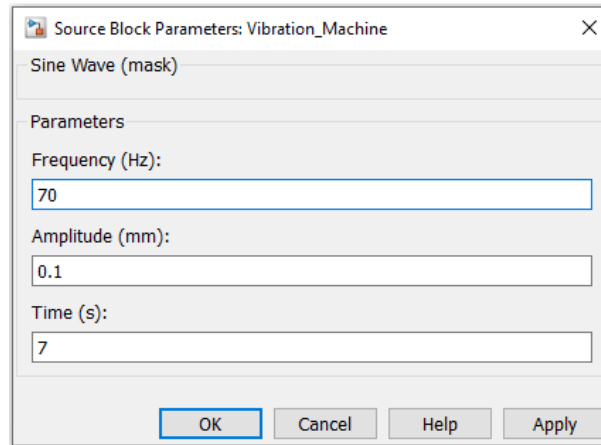 Source Block Parameters: Vibration_Machine
Sine Wave (mask)
Parameters
Frequency (Hz):
70
Amplitude (mm):
0.1
Time (s):
7
OK Cancel Help Apply